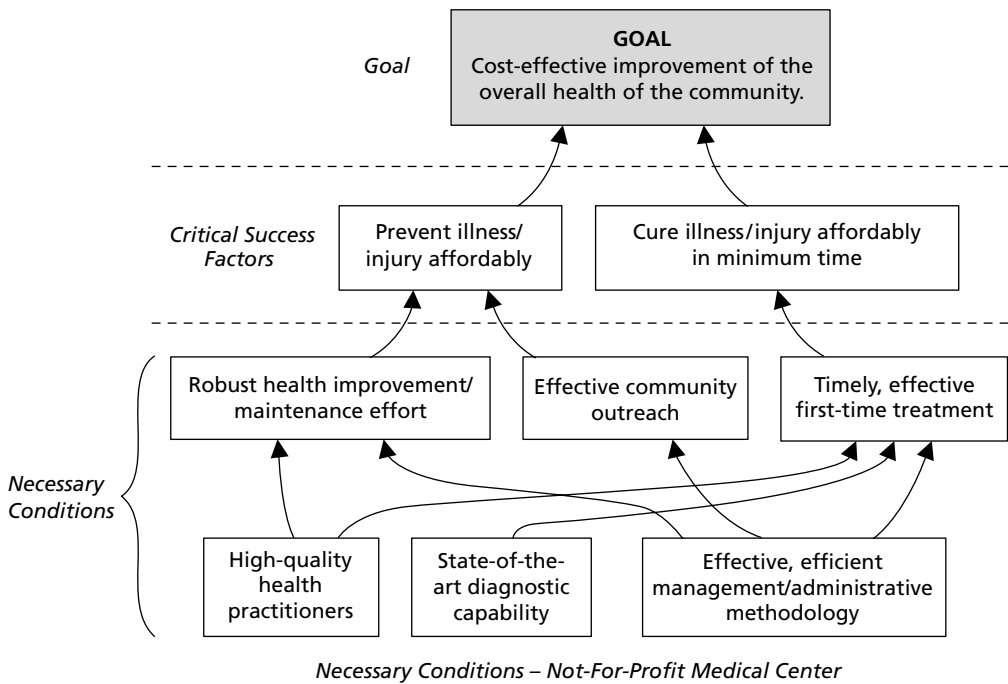 GOAL
Goal
Cost-effective improvement of the
overall health of the community.
Critical Success
Factors
Prevent illness/
injury affordably
Cure illness/injury affordably
in minimum time
Robust health improvement/
maintenance effort
Effective community
outreach
Timely, effective
first-time treatment
Necessary
Conditions
High-quality
health
practitioners
State-of-the-
art diagnostic
capability
Effective, efficient
management/administrative
methodology
Necessary Conditions – Not-For-Profit Medical Center